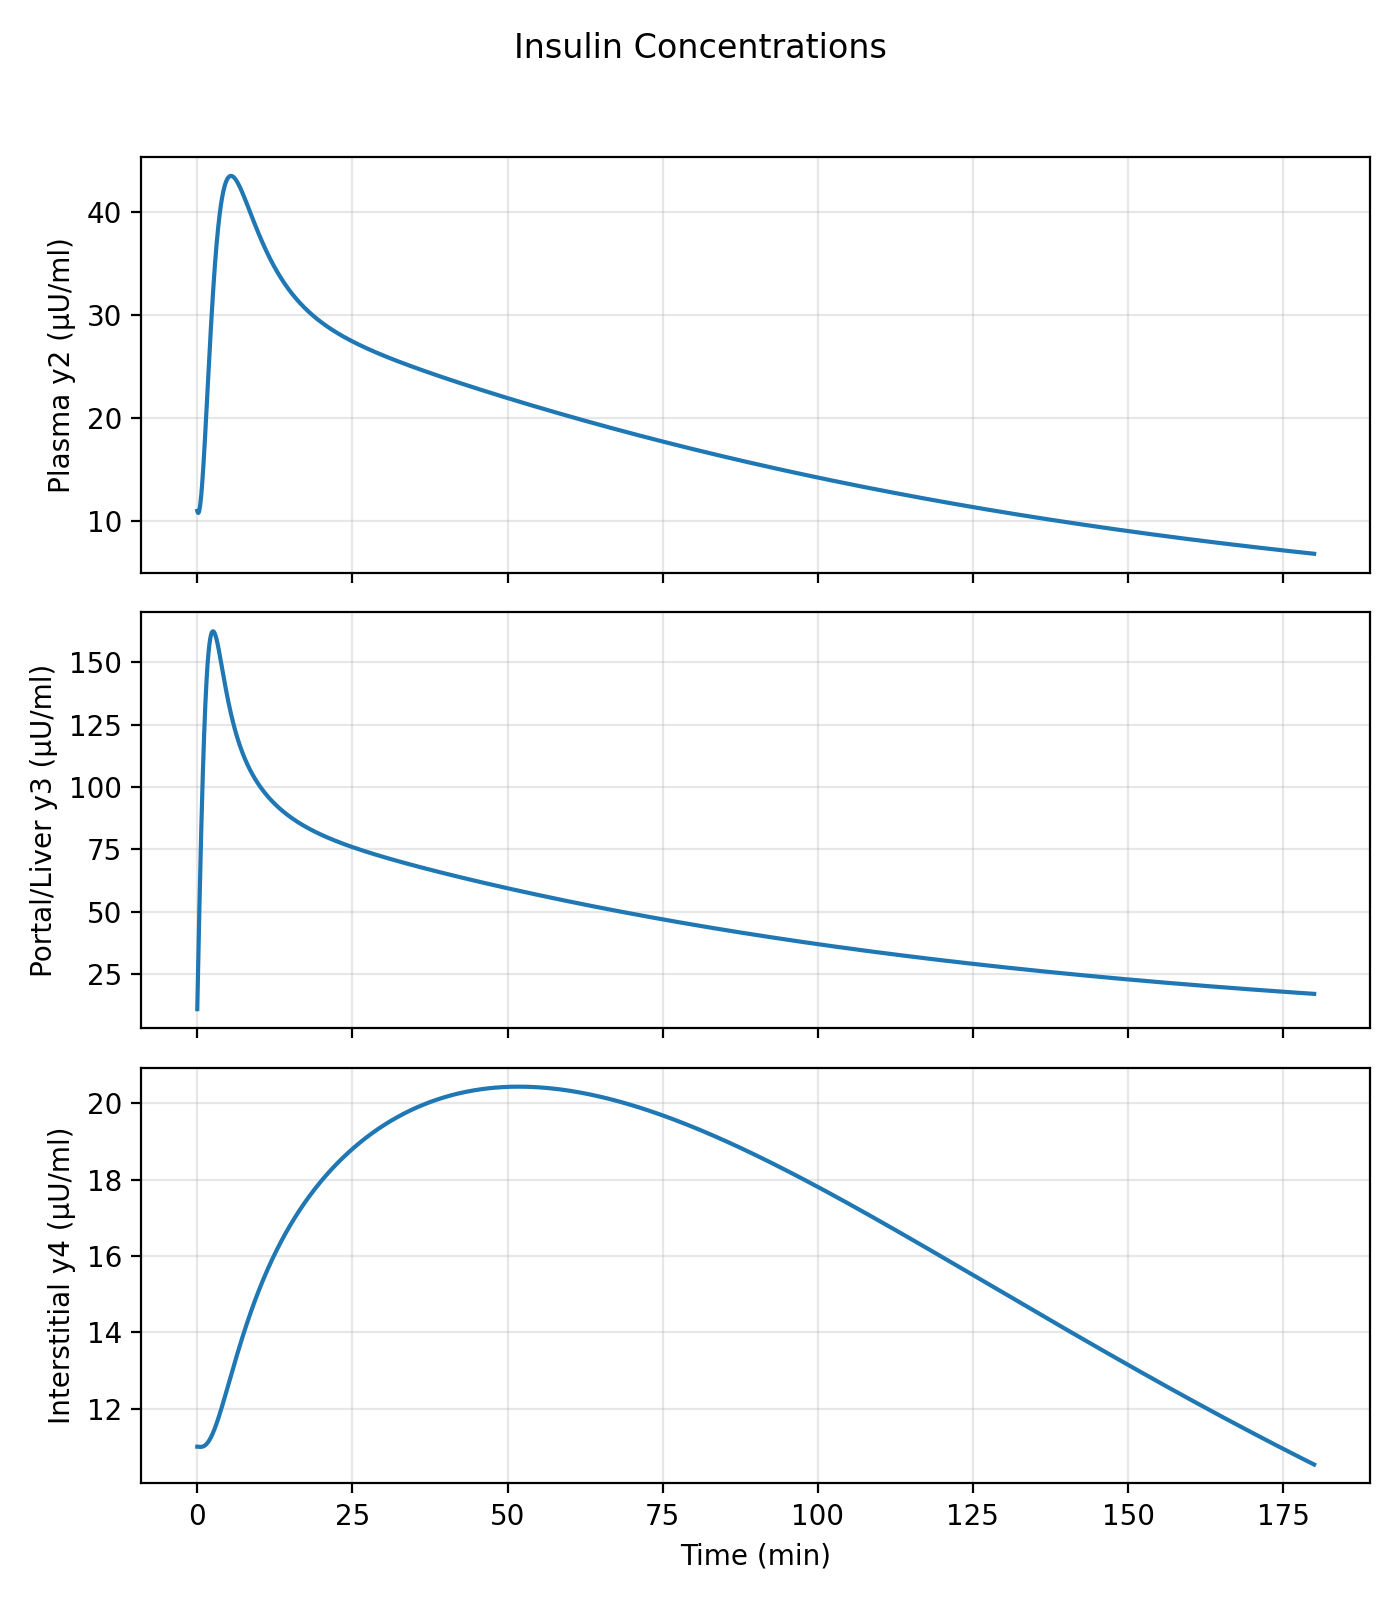 Insulin Concentrations
Plasma y2 (μU/ml)
40
30
20
10
Portal/Liver y3 (μU/ml)
150
125
100
75
50
25
Interstitial y4 (μU/ml)
20
18
16
14
12
0 25 50 75 100 125 150 175
Time (min)